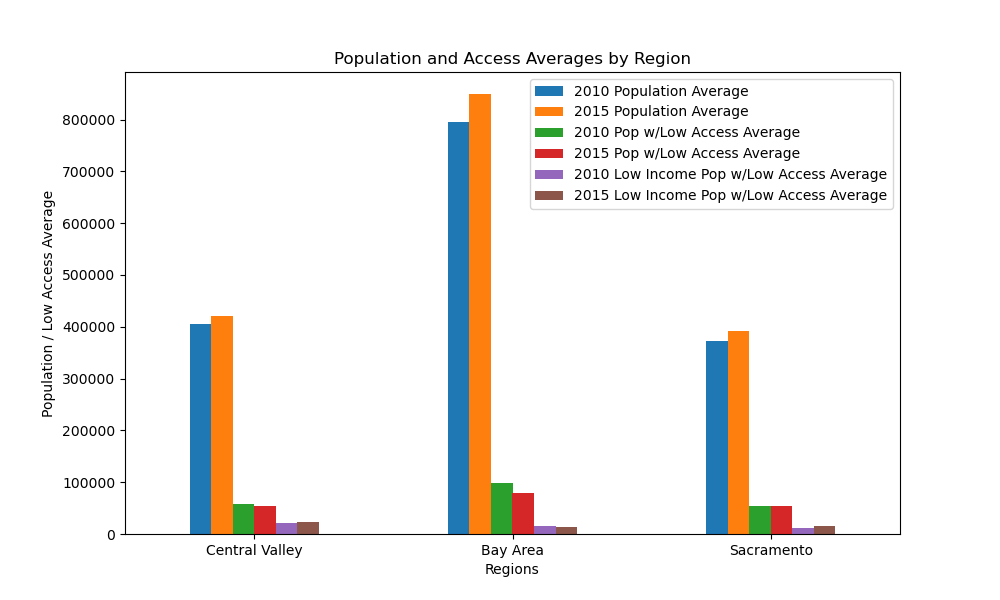 Population and Access Averages by Region
2010 Population Average
2015 Population Average
2010 Pop w/Low Access Average
2015 Pop w/Low Access Average
2010 Low Income Pop w/Low Access Average
2015 Low Income Pop w/Low Access Average
Population / Low Access Average
800000
700000
600000
500000
400000
300000
200000
100000
0
Central Valley
Bay Area
Sacramento
Regions